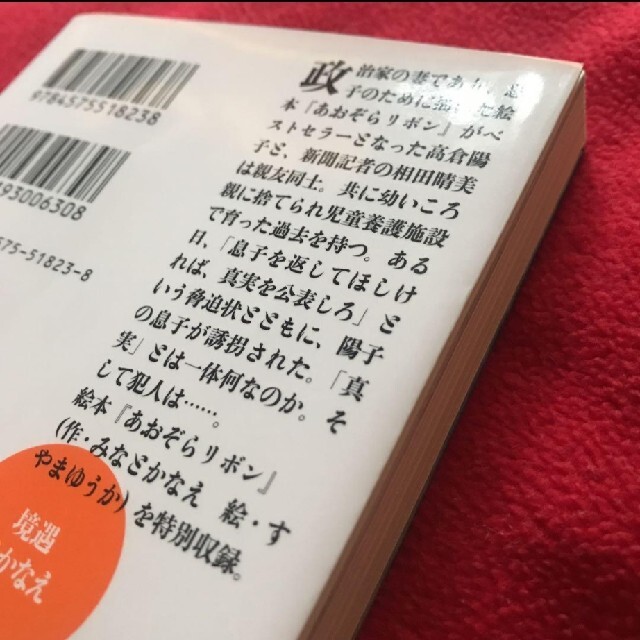 9784575518238
93006308
575-51823-8
政治家の妻であり、息
子のために描いた絵
本『あおぞらリボン』がベ
ストセラーとなった高倉陽
子と、新聞記者の相田晴美
は親友同士。共に幼いころ
親に捨てられ児童養護施設
で育った過去を持つ。ある
日、「息子を返してほしけ
れば、真実を公表しろ」と
いう脅迫状とともに、陽子
の息子が誘拐された。「真
実」とは一体何なのか。そ
して犯人は……。
絵本『あおぞらリボン』
(作・みなとかなえ 絵・す
やまゆうか)を特別収録。
境遇
かなえ